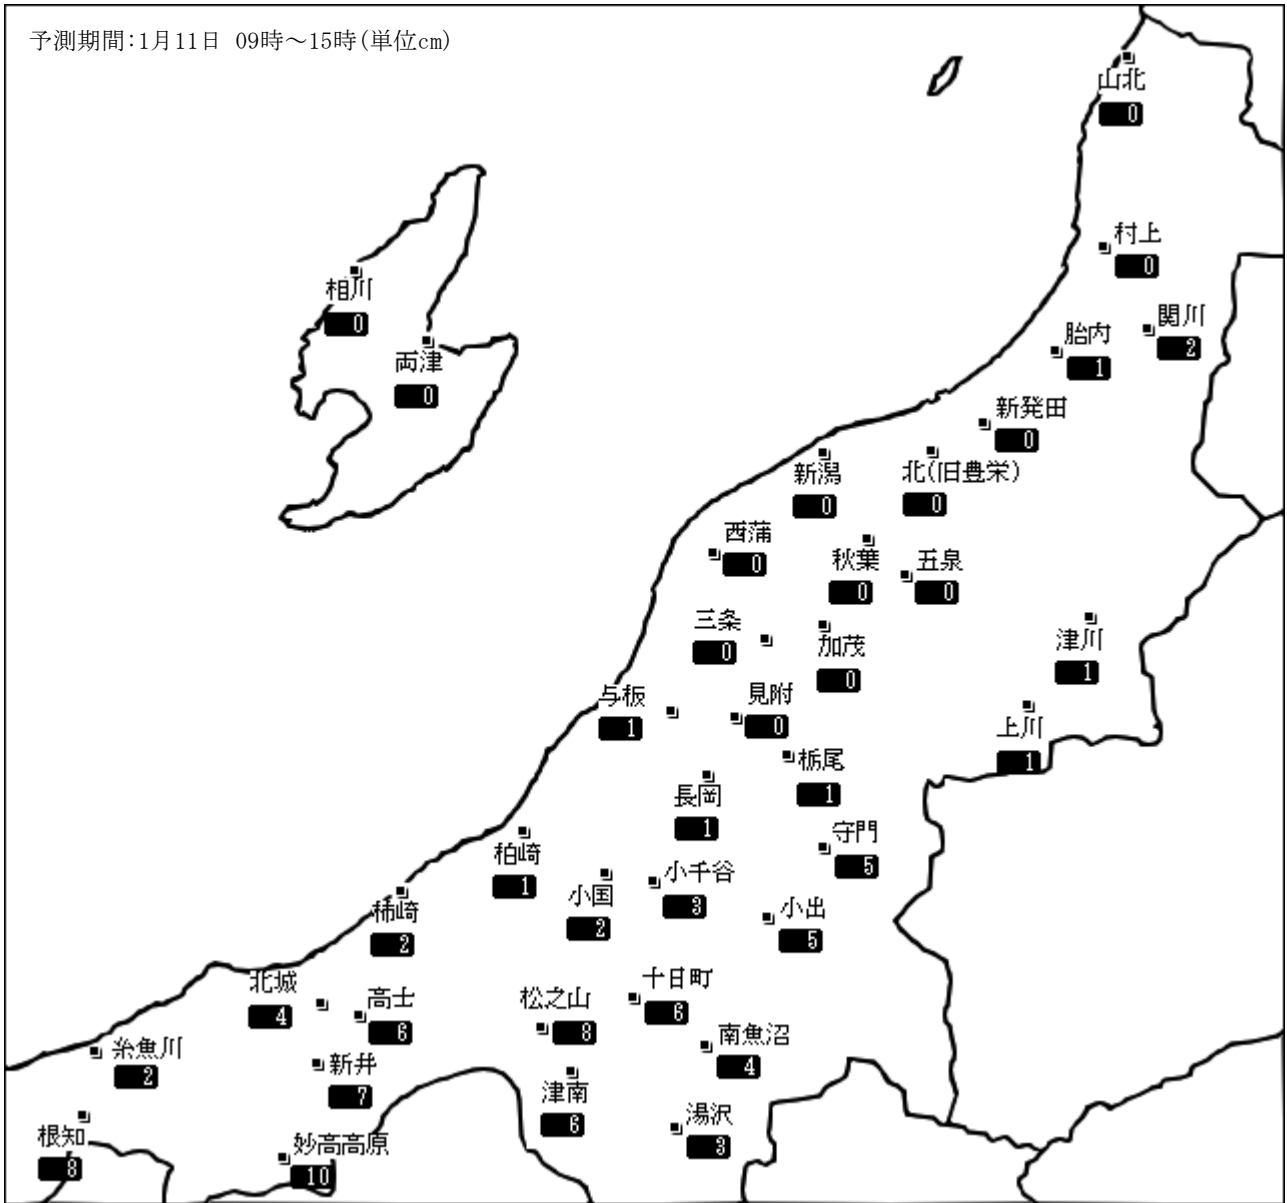 予測期間:1月11日 09時～15時(単位cm)
山北
0
村上
0
相川
0
関川
2
胎内
1
両津
0
新発田
0
新潟
0
北(旧豊栄)
0
西蒲
0
秋葉
0
五泉
0
三条
0
加茂
0
津川
1
与板
1
見附
0
上川
1
栃尾
1
長岡
1
守門
5
柏崎
1
小国
2
小千谷
3
小出
5
柿崎
2
北城
4
高士
6
松之山
8
十日町
6
南魚沼
4
糸魚川
2
新井
7
津南
6
湯沢
3
根知
8
妙高高原
10